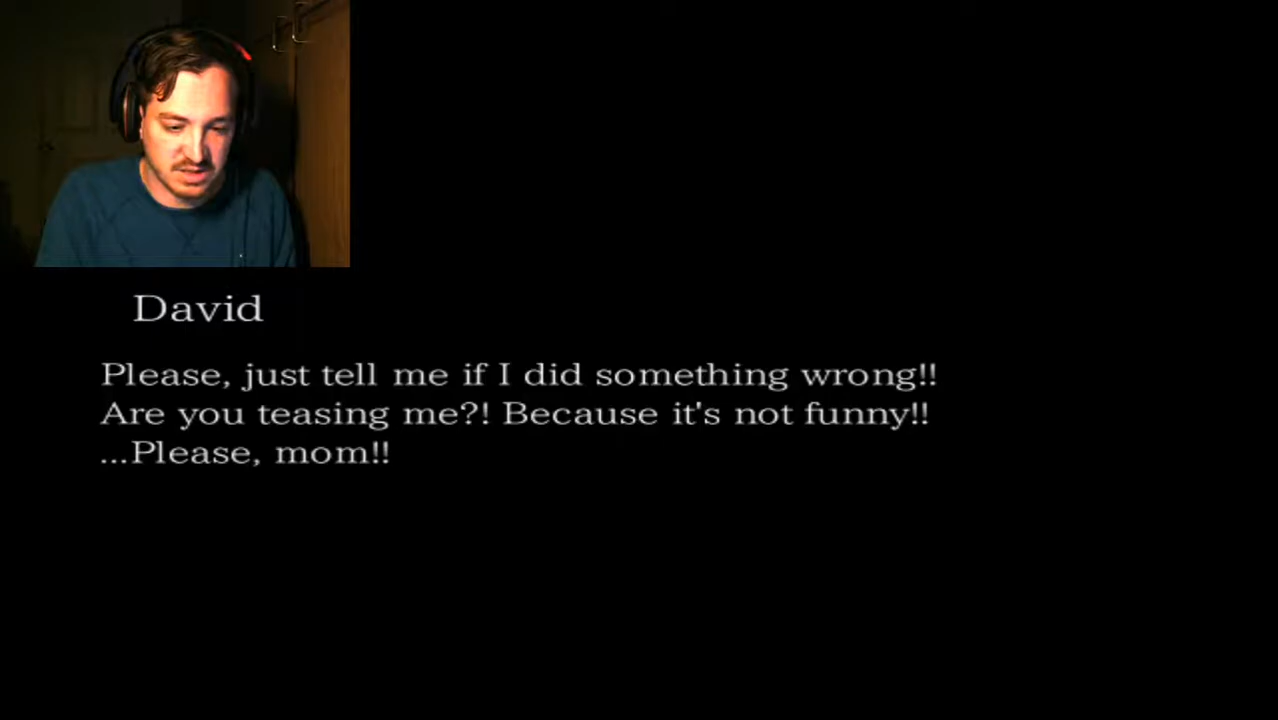 David
Please, just tell me if I did something wrong!!
Are you teasing me?! Because it's not funny!!
...Please, mom!!